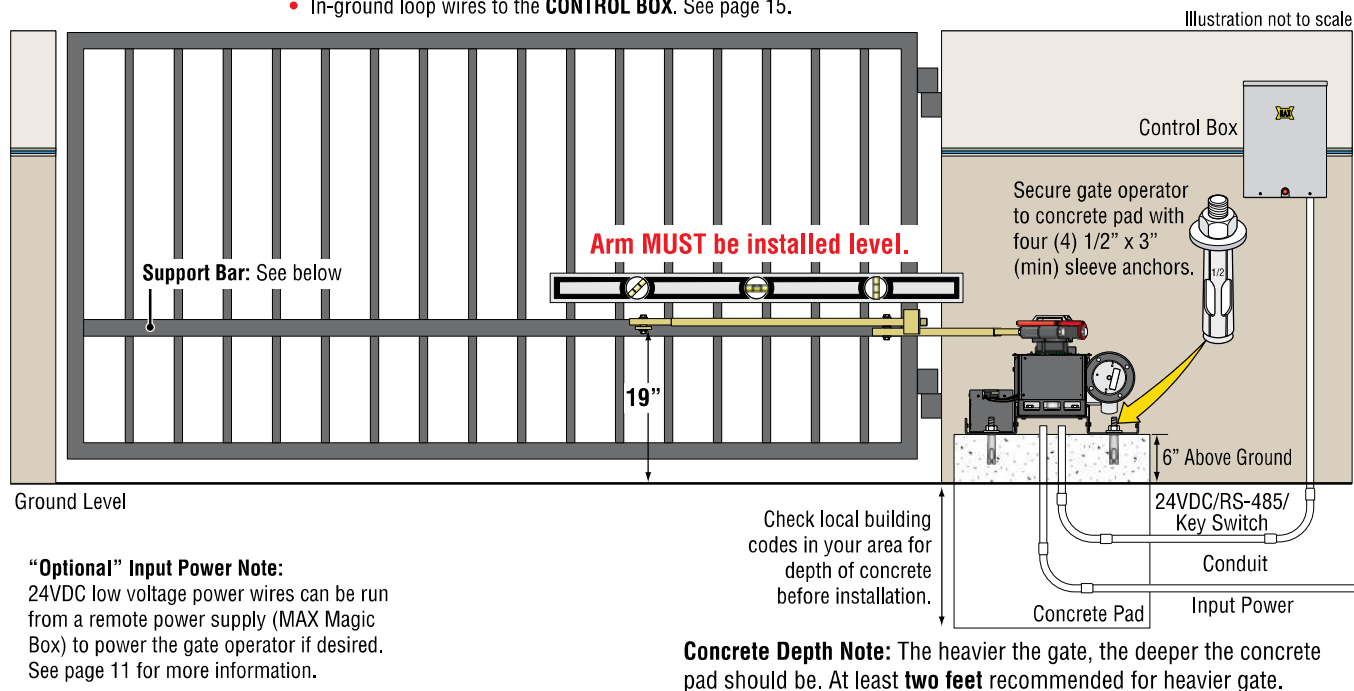 • In-ground loop wires to the CONTROL BOX. See page 15.
Illustration not to scale
Control Box
MAX
Secure gate operator
to concrete pad with
four (4) 1/2” x 3”
(min) sleeve anchors.
1/2
Arm MUST be installed level.
Support Bar: See below
19”
6” Above Ground
Ground Level
24VDC/RS-485/
Key Switch
Check local building
codes in your area for
depth of concrete
before installation.
Conduit
Input Power
Concrete Pad
“Optional” Input Power Note:
24VDC low voltage power wires can be run
from a remote power supply (MAX Magic
Box) to power the gate operator if desired.
See page 11 for more information.
Concrete Depth Note: The heavier the gate, the deeper the concrete
pad should be. At least two feet recommended for heavier gate.